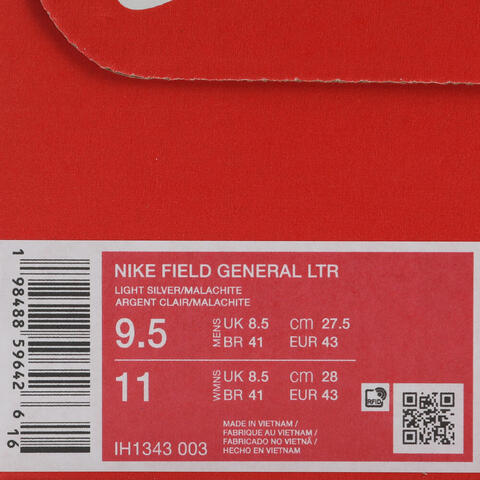 NIKE FIELD GENERAL LTR
LIGHT SILVER/MALACHITE
ARGENT CLAIR/MALACHITE
9.5 MENS UK 8.5 cm 27.5
BR 41 EUR 43
11 WMNS UK 8.5 cm 28
BR 41 EUR 43
RFID
MADE IN VIETNAM /
FABRIQUE AU VIETNAM /
FABRICADO NO VIETNÃ /
HECHO EN VIETNAM
IH1343 003
1 98488 59642 6 16